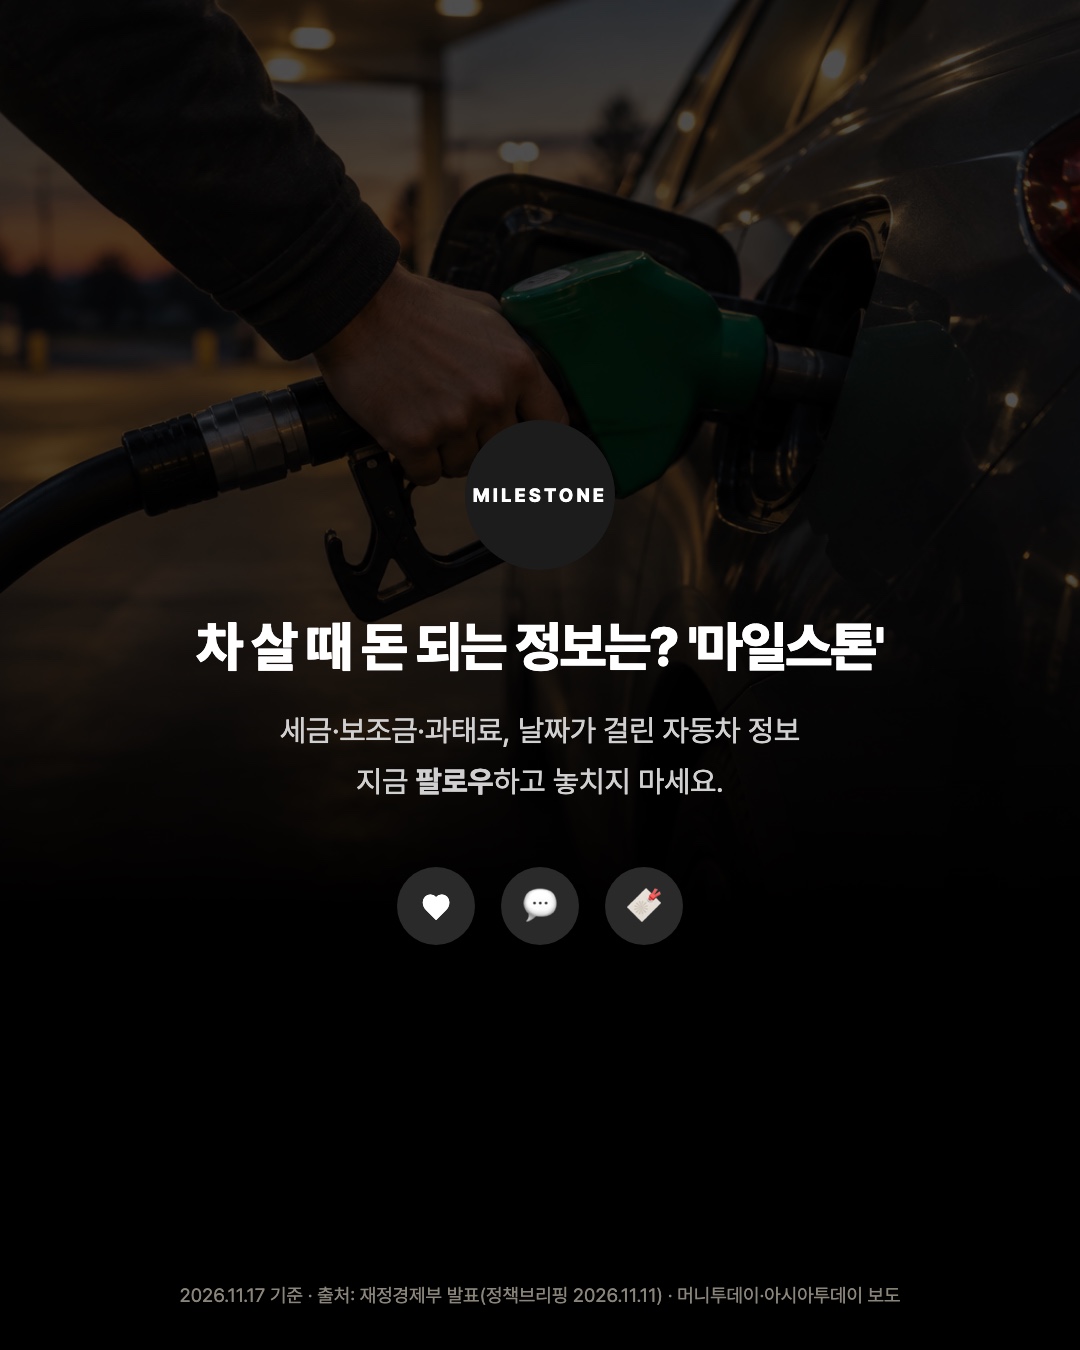 MILESTONE
차 살 때 돈 되는 정보는? '마일스톤'
세금·보조금·과태료, 날짜가 걸린 자동차 정보
지금 팔로우하고 놓치지 마세요.
2026.11.17 기준 · 출처: 재정경제부 발표(정책브리핑 2026.11.11) · 머니투데이·아시아투데이 보도